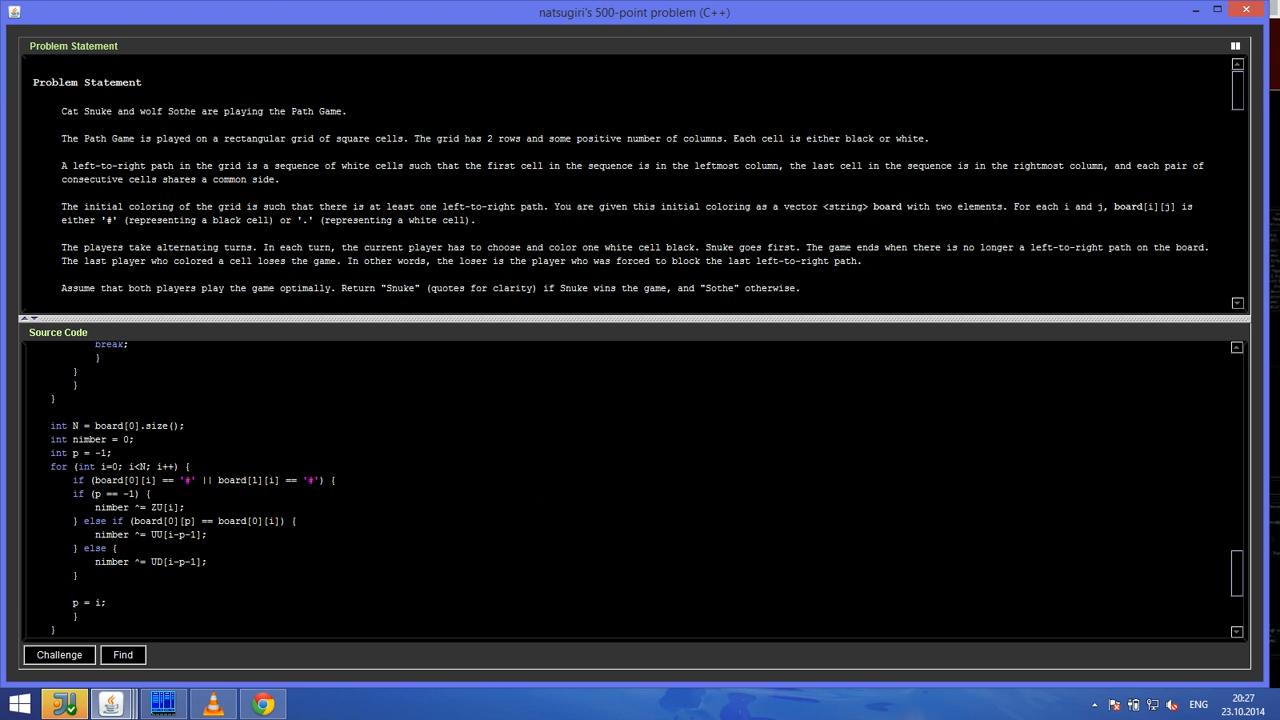 natsugiri's 500-point problem (C++)
Problem Statement
Problem Statement
Cat Snuke and wolf Sothe are playing the Path Game.
The Path Game is played on a rectangular grid of square cells. The grid has 2 rows and some positive number of columns. Each cell is either black or white.
A left-to-right path in the grid is a sequence of white cells such that the first cell in the sequence is in the leftmost column, the last cell in the sequence is in the rightmost column, and each pair of
consecutive cells shares a common side.
The initial coloring of the grid is such that there is at least one left-to-right path. You are given this initial coloring as a vector <string> board with two elements. For each i and j, board[i][j] is
either '#' (representing a black cell) or '.' (representing a white cell).
The players take alternating turns. In each turn, the current player has to choose and color one white cell black. Snuke goes first. The game ends when there is no longer a left-to-right path on the board.
The last player who colored a cell loses the game. In other words, the loser is the player who was forced to block the last left-to-right path.
Assume that both players play the game optimally. Return "Snuke" (quotes for clarity) if Snuke wins the game, and "Sothe" otherwise.
Source Code
break;
}
}
}
}
int N = board[0].size();
int nimber = 0;
int p = -1;
for (int i=0; i<N; i++) {
if (board[0][i] == '#' || board[1][i] == '#') {
if (p == -1) {
nimber ^= ZU[i];
} else if (board[0][p] == board[0][i]) {
nimber ^= UU[i-p-1];
} else {
nimber ^= UD[i-p-1];
}
p = i;
}
}
Challenge Find
ENG
20:27
23.10.2014